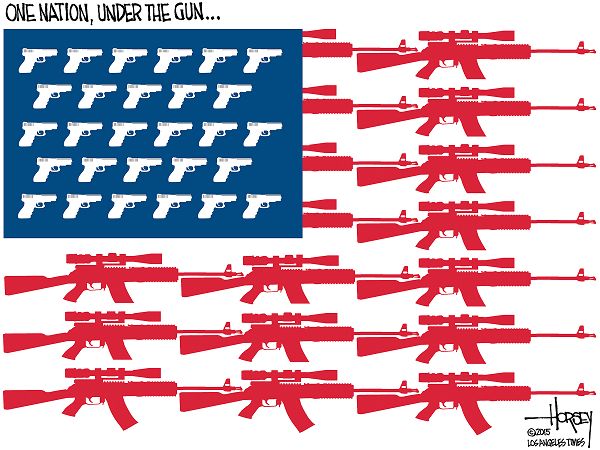 ONE NATION, UNDER THE GUN...
HORSEY
©2015
LOS ANGELES TIMES